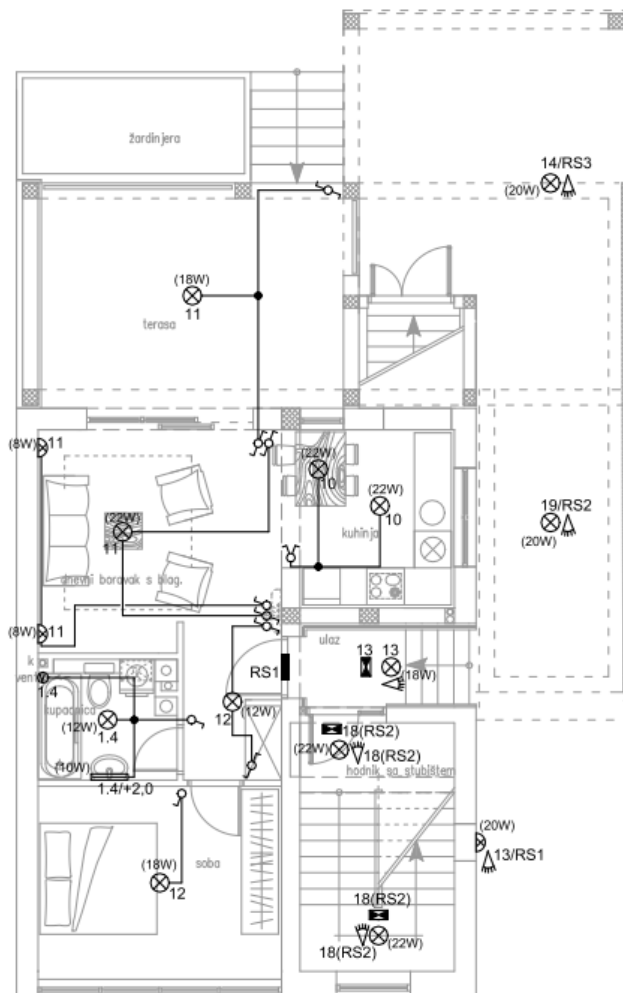 žardinjera
14/RS3
(20W)
(18W)
11
terasa
(8W)
11
(22W)
10
(22W)
10
kuhinja
19/RS2
(20W)
(22W)
11
dnevni boravak s blag.
(8W)
11
ulaz
k
vent
1.4
RS1
13
13
(18W)
kupaonica
(12W)
1.4
12
(12W)
18(RS2)
(22W)
18(RS2)
hodnik sa stubištem
(10W)
1.4/+2,0
(20W)
13/RS1
(18W)
12
soba
18(RS2)
18(RS2)
(22W)